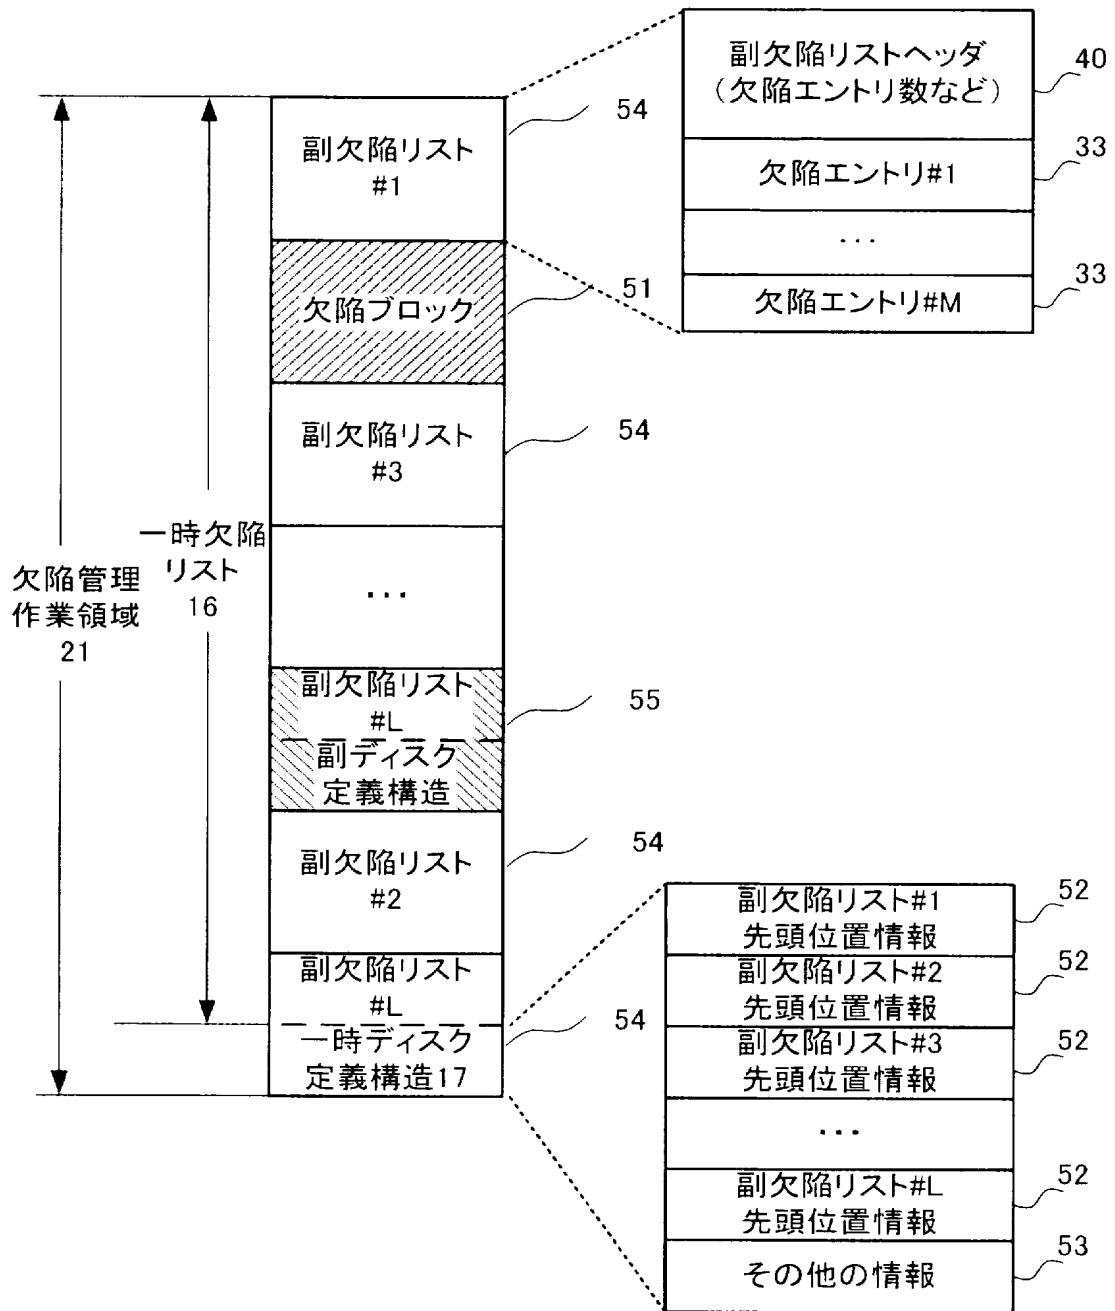 副欠陥リストヘッダ
（欠陥エントリ数など）
40
欠陥エントリ#1
33
・・・
欠陥エントリ#M
33
副欠陥リスト
#1
54
欠陥ブロック
51
副欠陥リスト
#3
54
・・・
副欠陥リスト
#L
副ディスク
定義構造
55
副欠陥リスト
#2
54
副欠陥リスト
#L
一時ディスク
定義構造17
54
一時欠陥
リスト
16
欠陥管理
作業領域
21
副欠陥リスト#1
先頭位置情報
52
副欠陥リスト#2
先頭位置情報
52
副欠陥リスト#3
先頭位置情報
52
・・・
副欠陥リスト#L
先頭位置情報
52
その他の情報
53